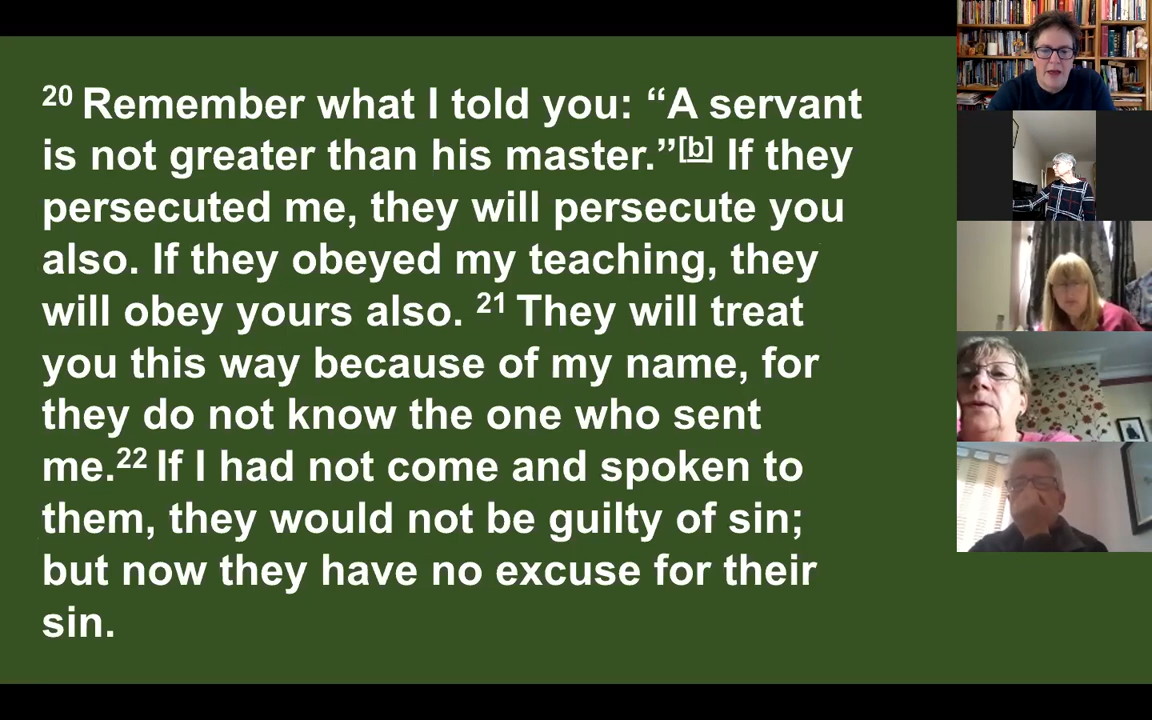 20 Remember what I told you: “A servant
is not greater than his master.”[b] If they
persecuted me, they will persecute you
also. If they obeyed my teaching, they
will obey yours also. 21 They will treat
you this way because of my name, for
they do not know the one who sent
me.22 If I had not come and spoken to
them, they would not be guilty of sin;
but now they have no excuse for their
sin.